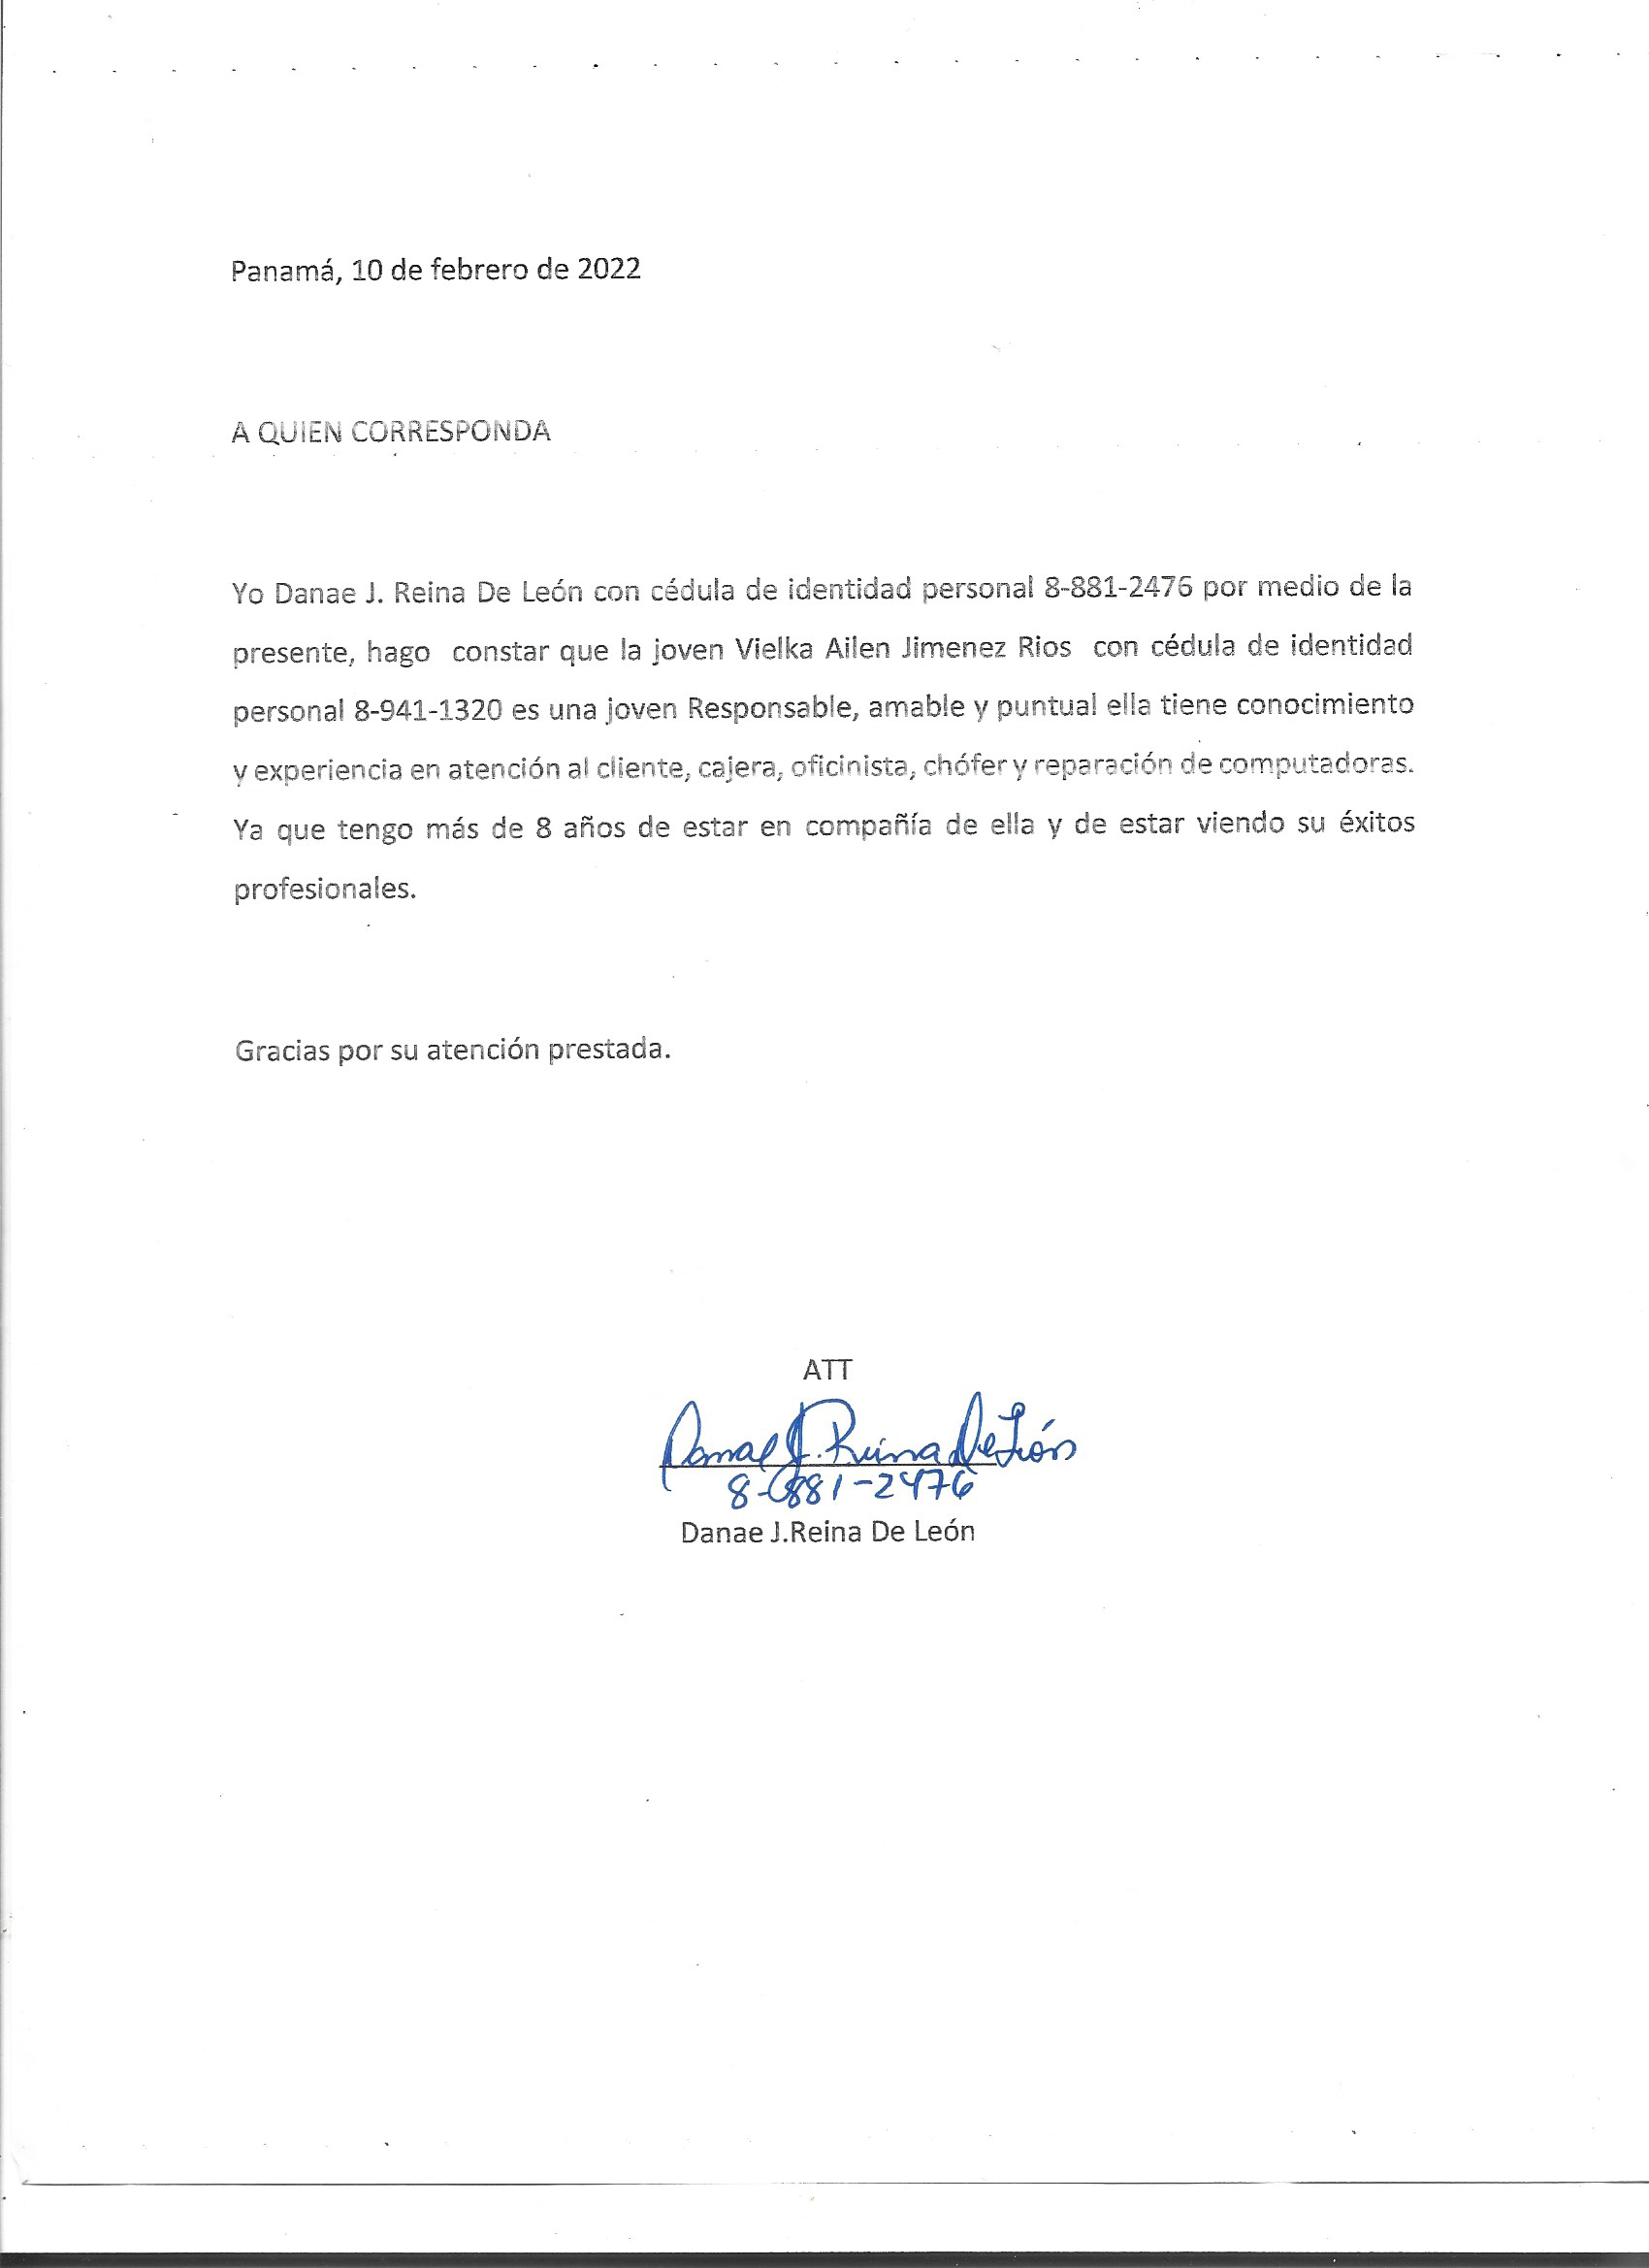 Panamá, 10 de febrero de 2022
A QUIEN CORRESPONDA
Yo Danae J. Reina De León con cédula de identidad personal 8-881-2476 por medio de la
presente, hago constar que la joven Vielka Ailen Jimenez Rios con cédula de identidad
personal 8-941-1320 es una joven Responsable, amable y puntual ella tiene conocimiento
y experiencia en atención al cliente, cajera, oficinista, chófer y reparación de computadoras.
Ya que tengo más de 8 años de estar en compañía de ella y de estar viendo su éxitos
profesionales.
Gracias por su atención prestada.
ATT
Danae J. Reina De León
8-881-2476
Danae J.Reina De León